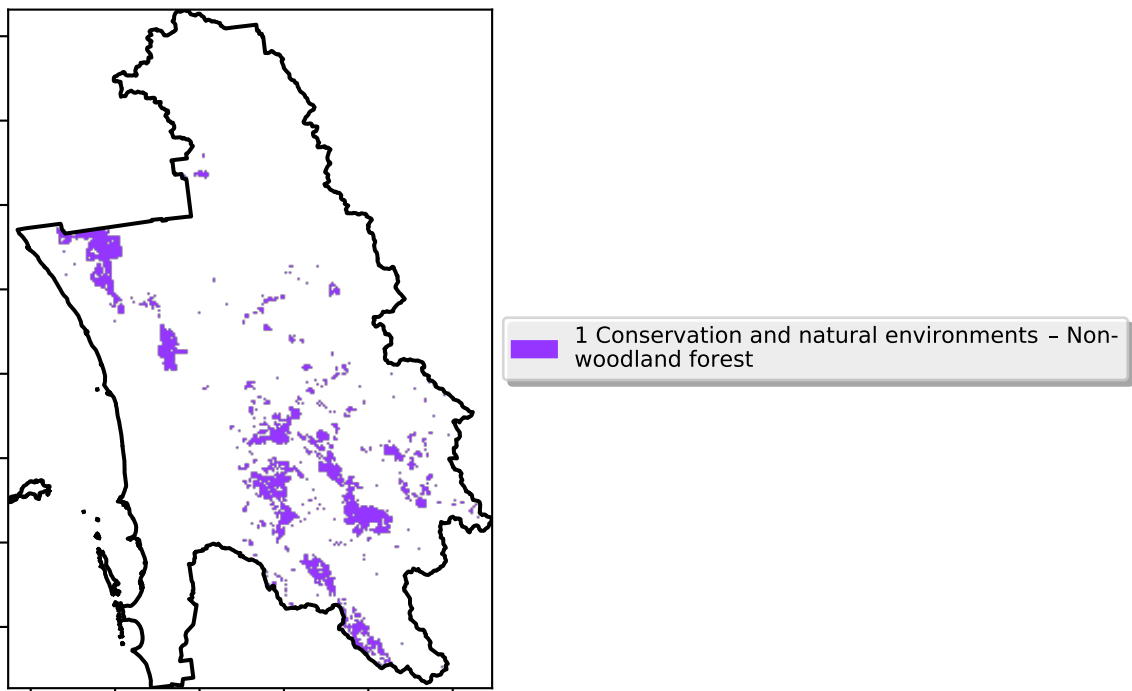 1 Conservation and natural environments – Non-
woodland forest